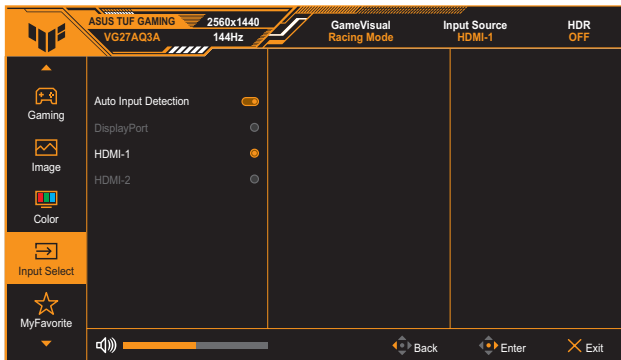 ASUS TUF GAMING 2560x1440 GameVisual Input Source HDR
VG27AQ3A 144Hz Racing Mode HDMI-1 OFF
Gaming
Image
Color
Input Select
MyFavorite
Auto Input Detection
DisplayPort
HDMI-1
HDMI-2
Back Enter Exit